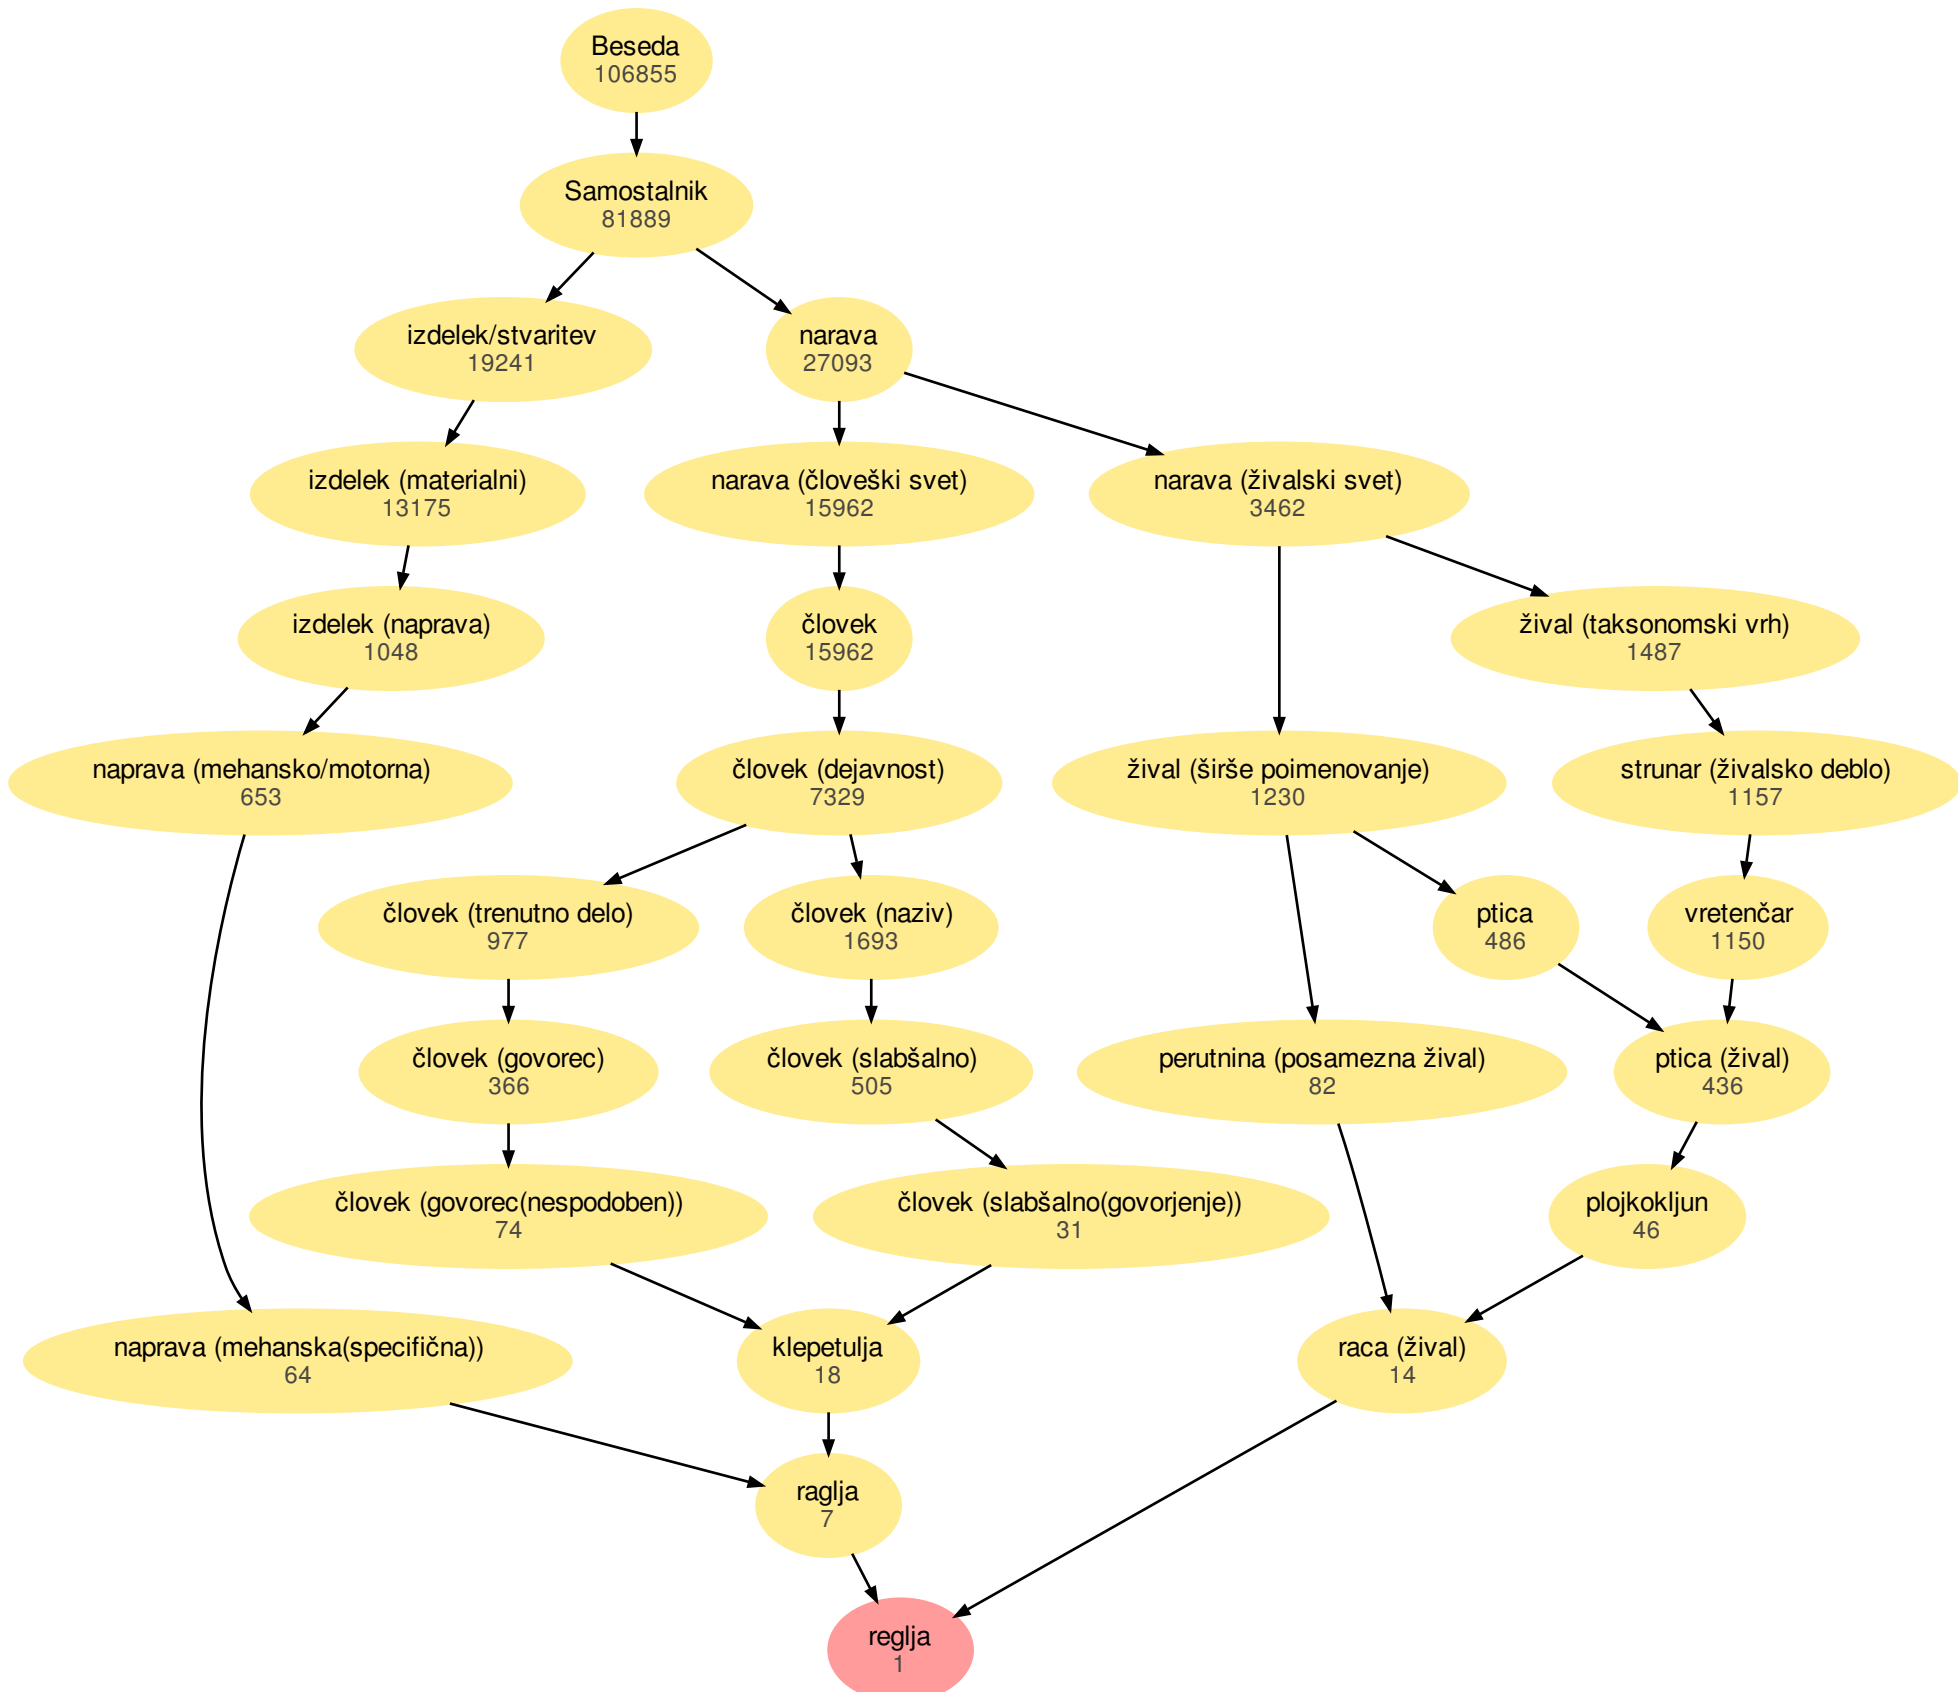 Beseda
106855
Samostalnik
81889
izdelek/stvaritev
19241
narava
27093
izdelek (materialni)
13175
narava (človeški svet)
15962
narava (živalski svet)
3462
izdelek (naprava)
1048
človek
15962
žival (taksonomski vrh)
1487
naprava (mehansko/motorna)
653
človek (dejavnost)
7329
žival (širše poimenovanje)
1230
strunar (živalsko deblo)
1157
človek (trenutno delo)
977
človek (naziv)
1693
ptica
486
vretenčar
1150
človek (govorec)
366
človek (slabšalno)
505
perutnina (posamezna žival)
82
ptica (žival)
436
človek (govorec(nespodoben))
74
človek (slabšalno(govorjenje))
31
plojkokljun
46
naprava (mehanska(specifična))
64
klepetulja
18
raca (žival)
14
raglja
7
reglja
1